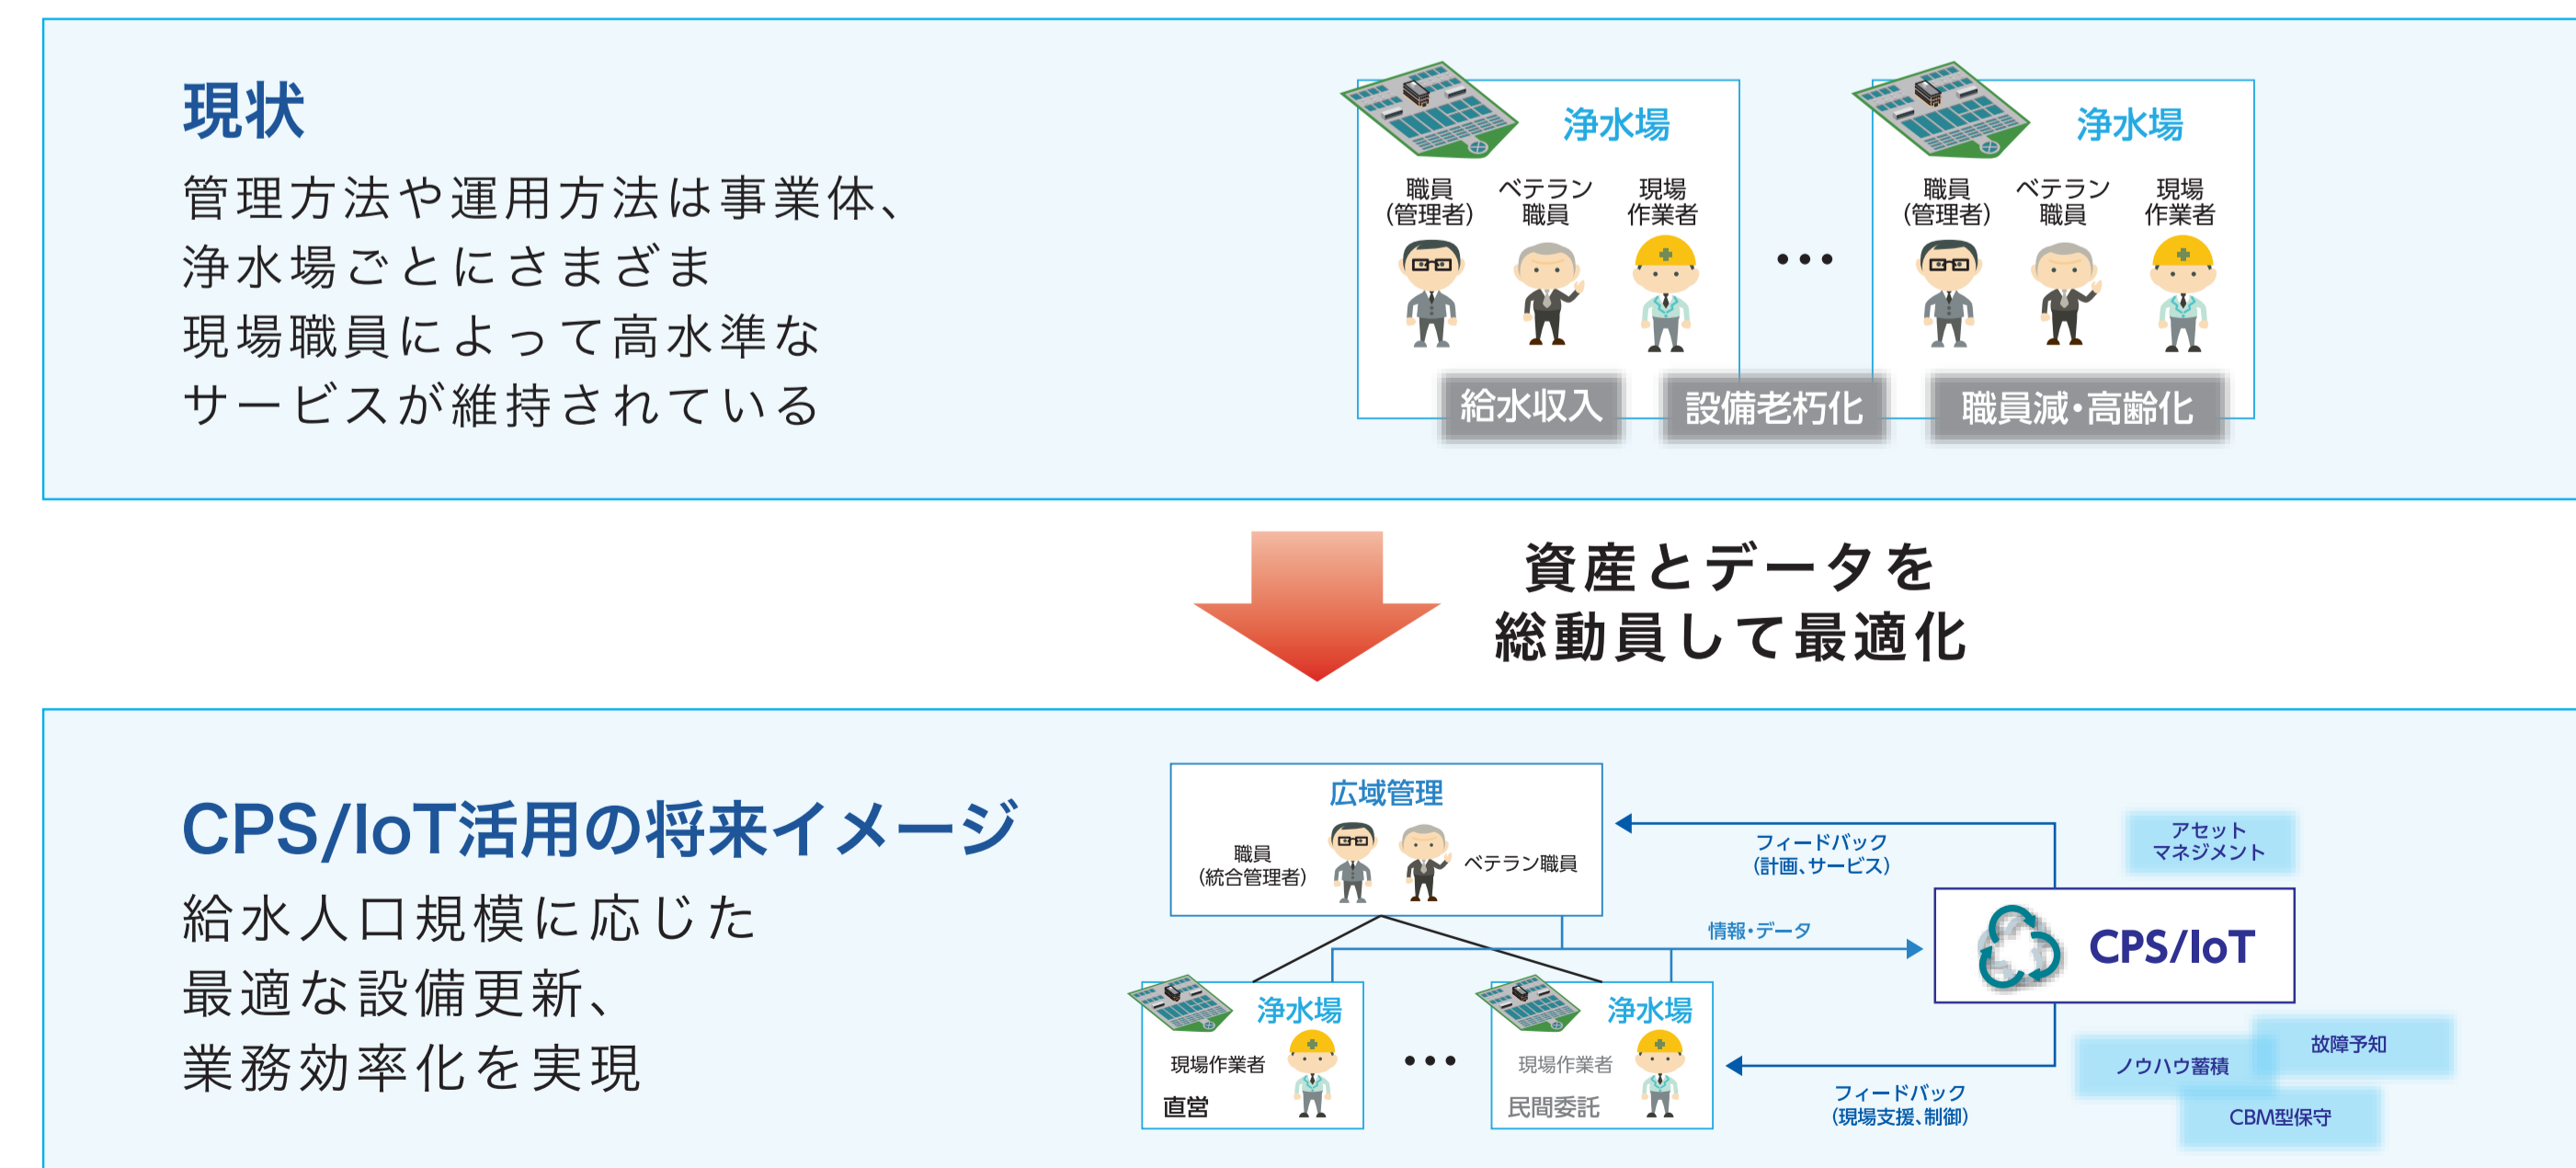 現状
管理方法や運用方法は事業体、
浄水場ごとにさまざま
現場職員によって高水準な
サービスが維持されている
浄水場
職員
(管理者)
ベテラン
職員
現場
作業者
…
浄水場
職員
(管理者)
ベテラン
職員
現場
作業者
給水収入
設備老朽化
職員減・高齢化
資産とデータを
総動員して最適化
CPS/IoT活用の将来イメージ
給水人口規模に応じた
最適な設備更新、
業務効率化を実現
広域管理
職員
(統合管理者)
ベテラン職員
フィードバック
(計画、サービス)
アセット
マネジメント
情報・データ
CPS/IoT
浄水場
現場作業者
直営
…
浄水場
現場作業者
民間委託
フィードバック
(現場支援、制御)
故障予知
ノウハウ蓄積
CBM型保守